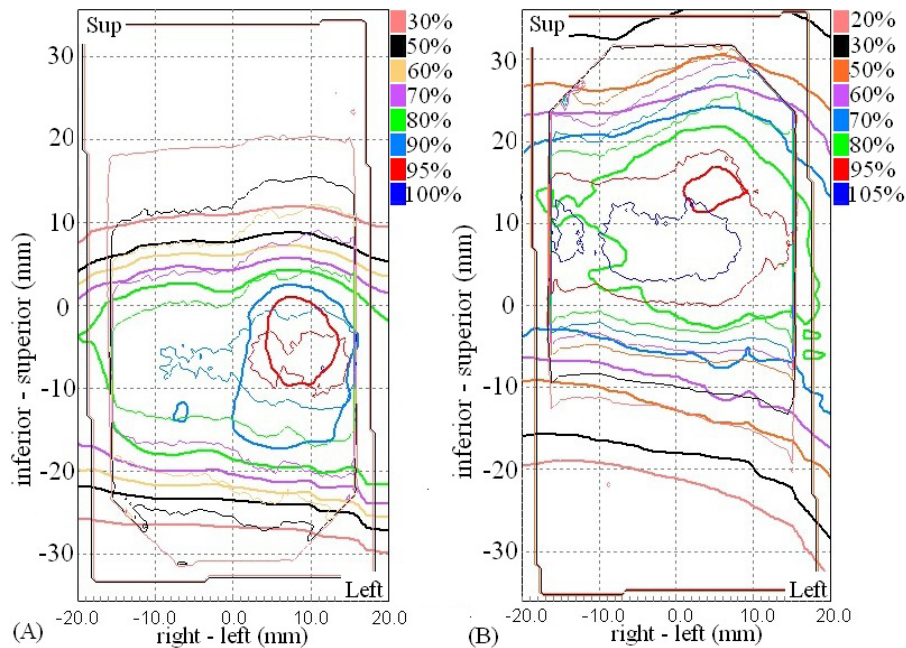 Sup
30%
50%
60%
70%
80%
90%
95%
100%
30
20
10
0
-10
-20
-30
inferior - superior (mm)
Left
-20.0 -10.0 0.0 10.0 20.0
right - left (mm)
(A)
Sup
20%
30%
50%
60%
70%
80%
95%
105%
30
20
10
0
-10
-20
-30
inferior - superior (mm)
Left
-20.0 -10.0 0.0 10.0 20.0
right - left (mm)
(B)